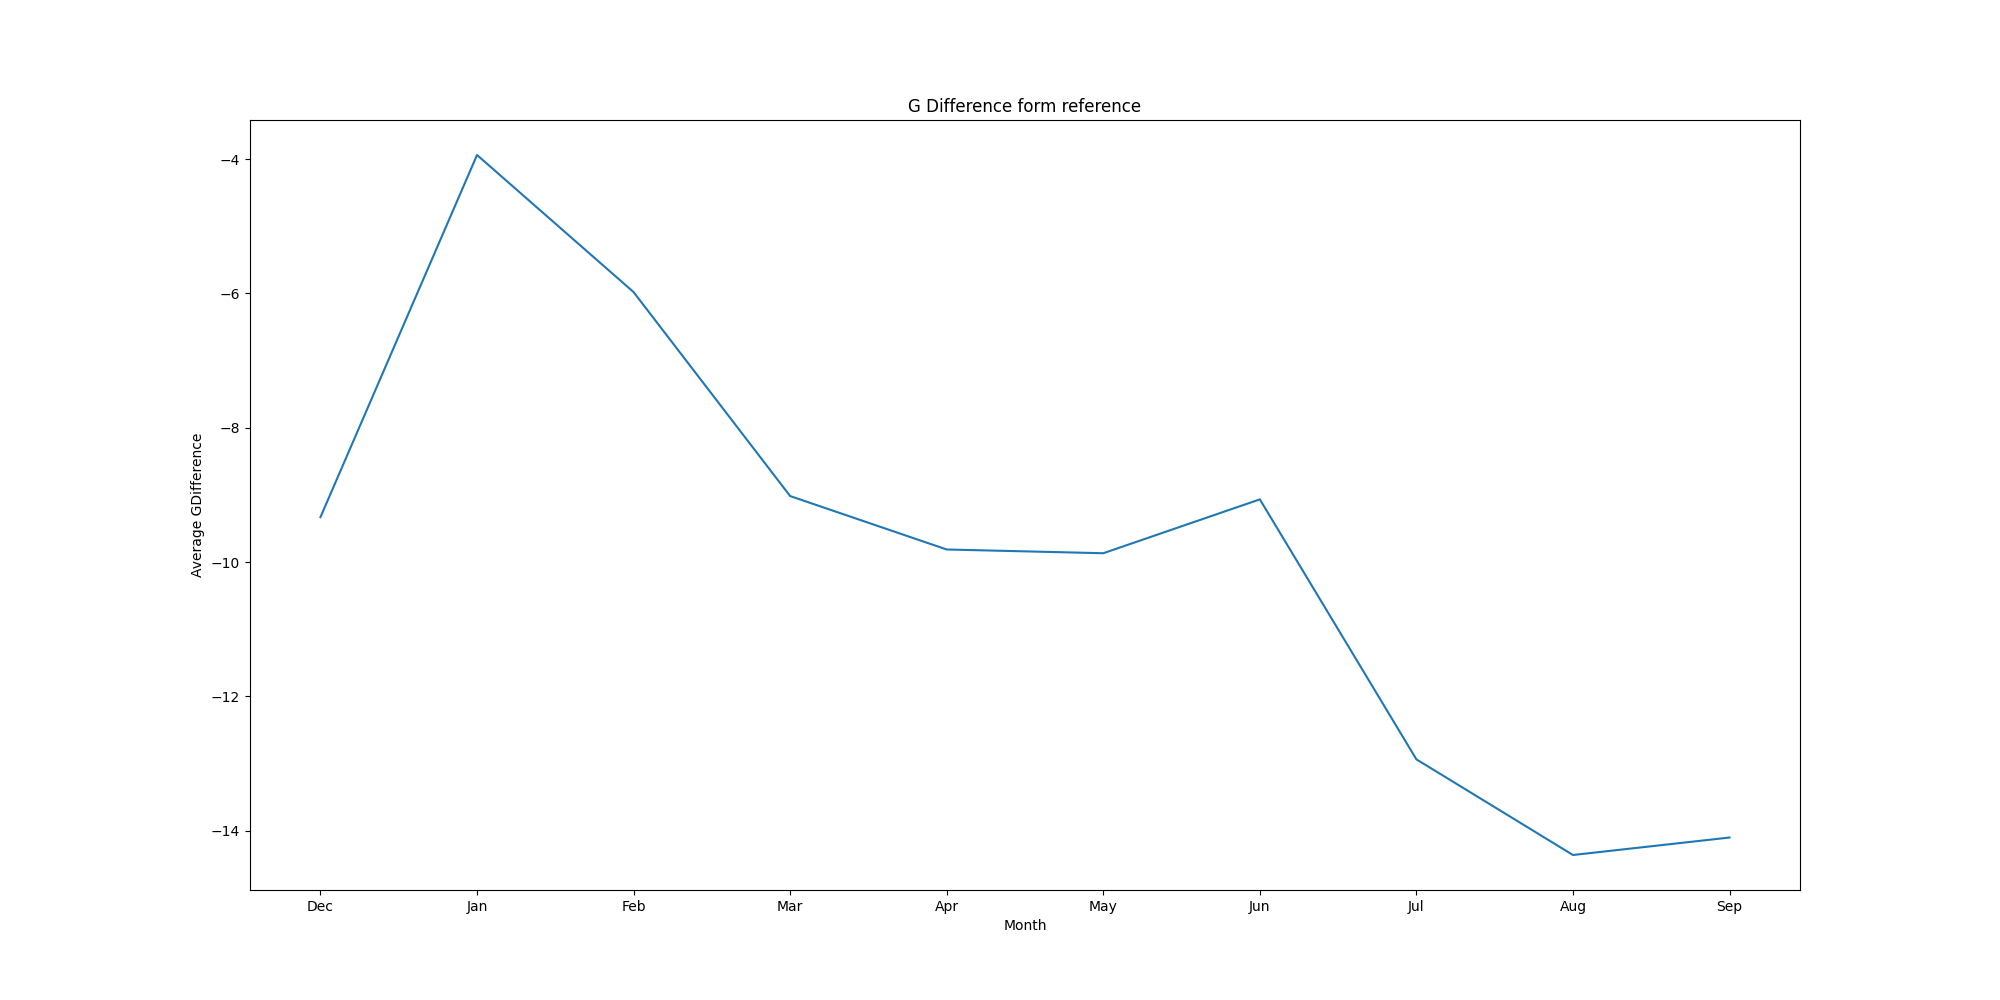 G Difference form reference
Average GDifference
−4
−6
−8
−10
−12
−14
Dec Jan Feb Mar Apr May Jun Jul Aug Sep
Month